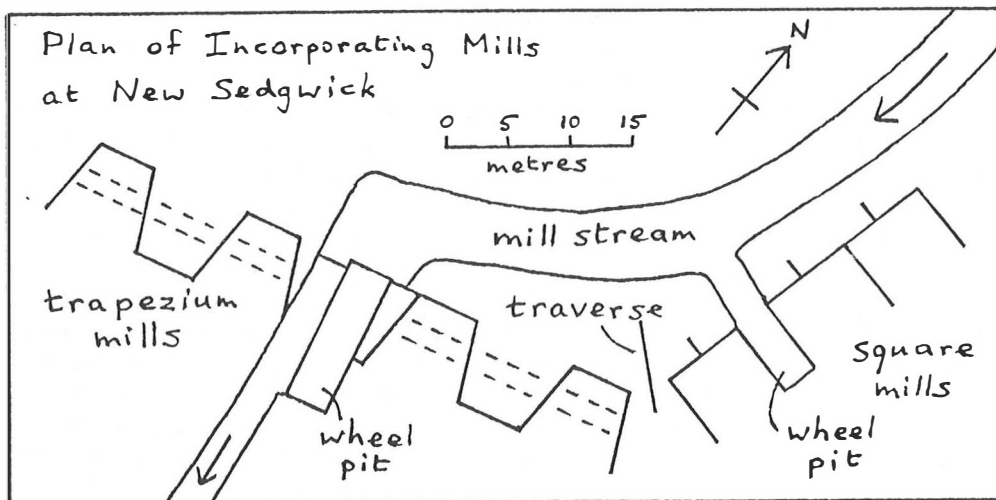 Plan of Incorporating Mills
at New Sedgwick
N
0 5 10 15
metres
mill stream
trapezium
mills
traverse
square
mills
wheel
pit
wheel
pit